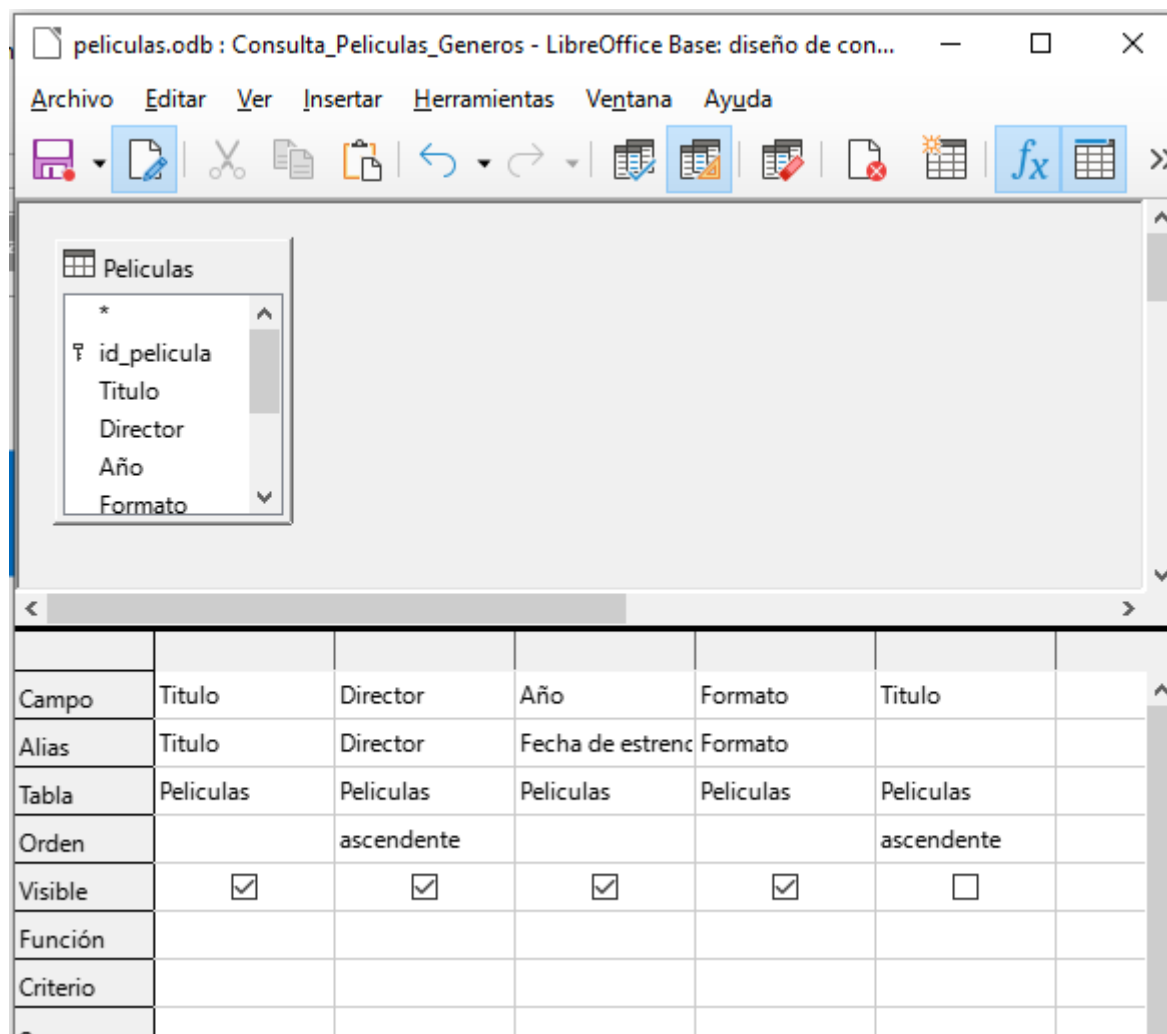 peliculas.odb : Consulta_Peliculas_Generos - LibreOffice Base: diseño de con...
Archivo Editar Ver Insertar Herramientas Ventana Ayuda
fx
Peliculas
*
id_pelicula
Titulo
Director
Año
Formato
Campo Titulo Director Año Formato Titulo
Alias Titulo Director Fecha de estreno Formato
Tabla Peliculas Peliculas Peliculas Peliculas Peliculas
Orden ascendente ascendente
Visible
Función
Criterio